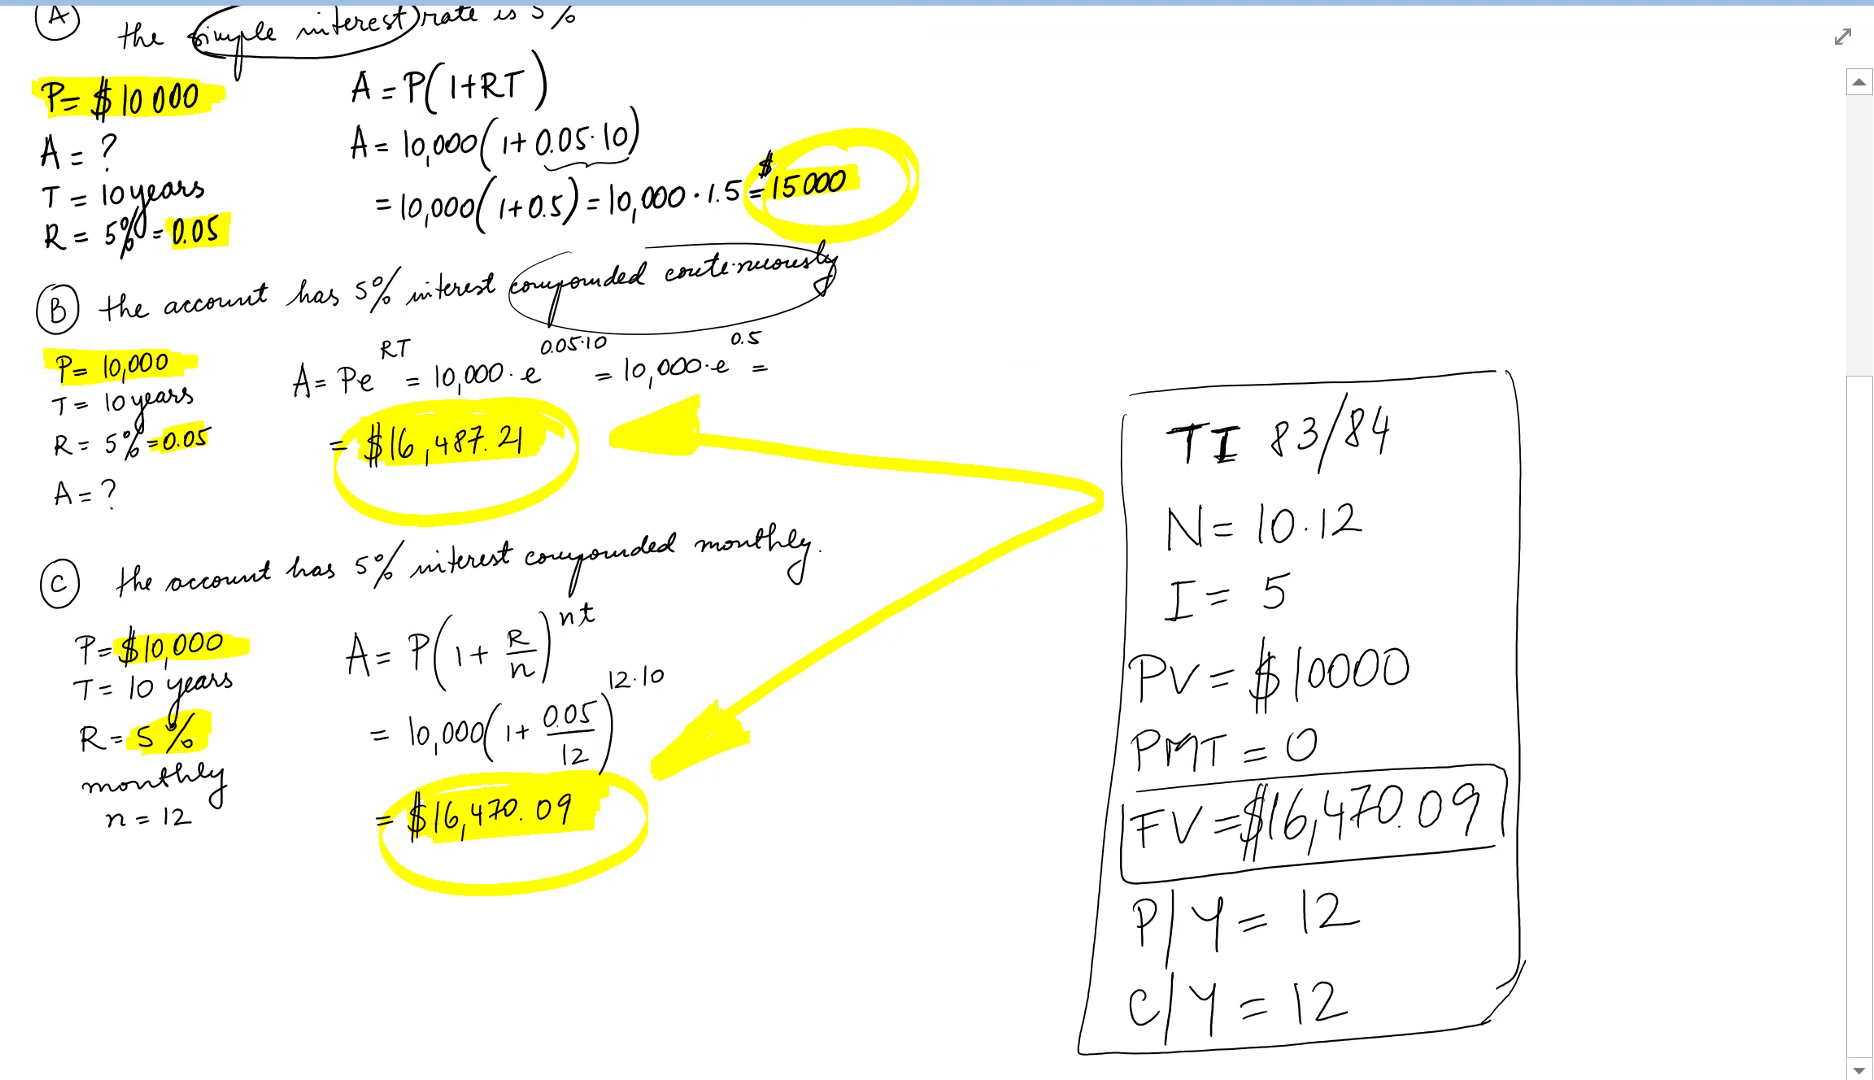 A the simple interest rate is 5%
P= $10 000
A = ?
T = 10 years
R = 5% = 0.05
A = P(1+RT)
A = 10,000(1+0.05·10)
= 10,000(1+0.5) = 10,000 · 1.5 = $15000
B the account has 5% interest compounded continuously
P= 10,000
T= 10 years
R = 5% =0.05
A = ?
A= Pe^RT = 10,000·e^0.05·10 = 10,000·e^0.5 =
= $16,487.21
C the account has 5% interest compounded monthly.
P= $10,000
T= 10 years
R= 5%
monthly
n = 12
A= P(1+ R/n)^nt
= 10,000(1+ 0.05/12)^12·10
= $16,470.09
TI 83/84
N= 10·12
I= 5
PV= $10000
PMT = 0
FV =$16,470.09
P/Y = 12
C/Y = 12